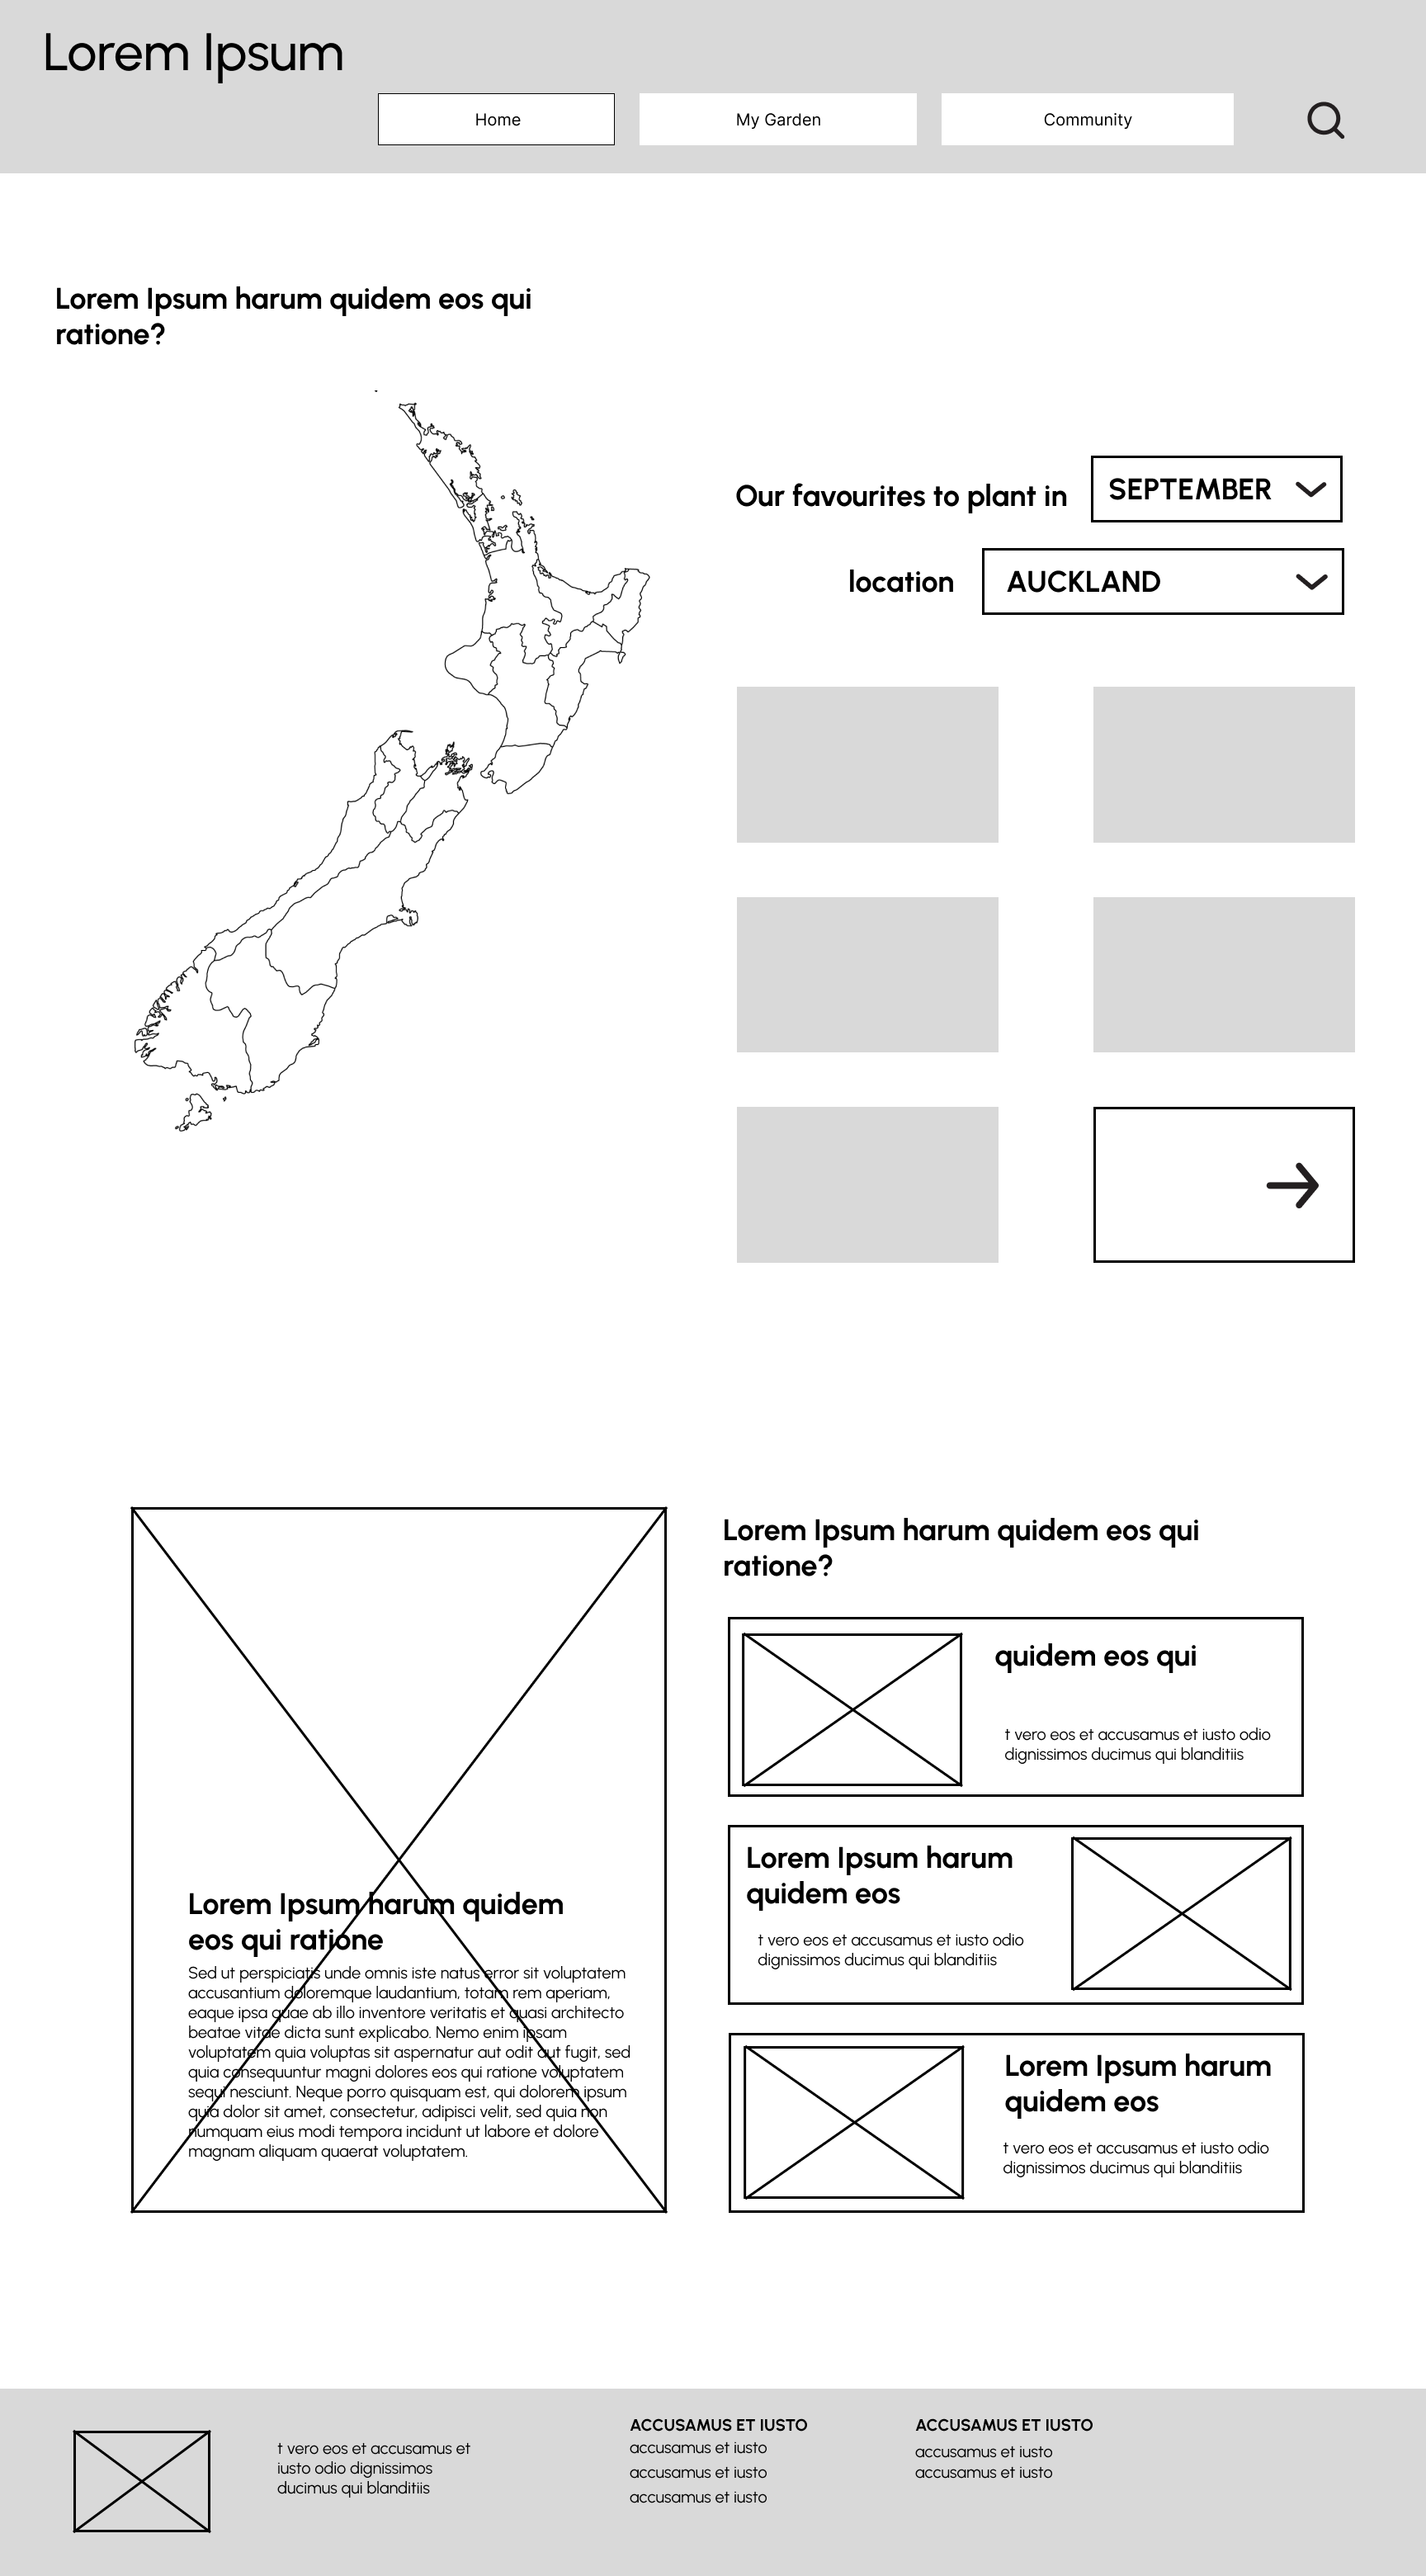 Lorem Ipsum
Home
My Garden
Community
Lorem Ipsum harum quidem eos qui
ratione?
Our favourites to plant in
SEPTEMBER
location
AUCKLAND
Lorem Ipsum harum quidem
eos qui ratione
Sed ut perspiciatis unde omnis iste natus error sit voluptatem
accusantium doloremque laudantium, totam rem aperiam,
eaque ipsa quae ab illo inventore veritatis et quasi architecto
beatae vitae dicta sunt explicabo. Nemo enim ipsam
voluptatem quia voluptas sit aspernatur aut odit aut fugit, sed
quia consequuntur magni dolores eos qui ratione voluptatem
sequi nesciunt. Neque porro quisquam est, qui dolorem ipsum
quia dolor sit amet, consectetur, adipisci velit, sed quia non
numquam eius modi tempora incidunt ut labore et dolore
magnam aliquam quaerat voluptatem.
Lorem Ipsum harum quidem eos qui
ratione?
quidem eos qui
t vero eos et accusamus et iusto odio
dignissimos ducimus qui blanditiis
Lorem Ipsum harum
quidem eos
t vero eos et accusamus et iusto odio
dignissimos ducimus qui blanditiis
Lorem Ipsum harum
quidem eos
t vero eos et accusamus et iusto odio
dignissimos ducimus qui blanditiis
t vero eos et accusamus et
iusto odio dignissimos
ducimus qui blanditiis
ACCUSAMUS ET IUSTO
accusamus et iusto
accusamus et iusto
accusamus et iusto
ACCUSAMUS ET IUSTO
accusamus et iusto
accusamus et iusto